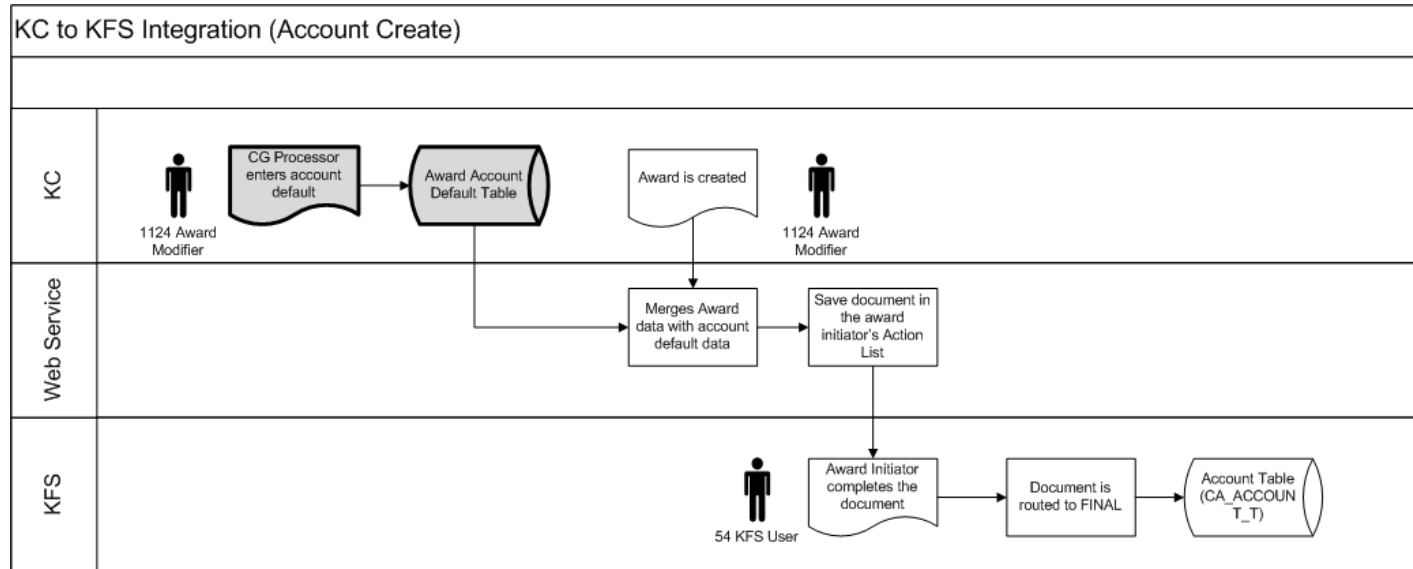 KC to KFS Integration (Account Create)
KC
CG Processor
enters account
default
Award Account
Default Table
Award is created
1124 Award
Modifier
1124 Award
Modifier
Web Service
Merges Award
data with account
default data
Save document in
the award
initiator's Action
List
KFS
Award Initiator
completes the
document
Document is
routed to FINAL
Account Table
(CA_ACCOUN
T_T)
54 KFS User